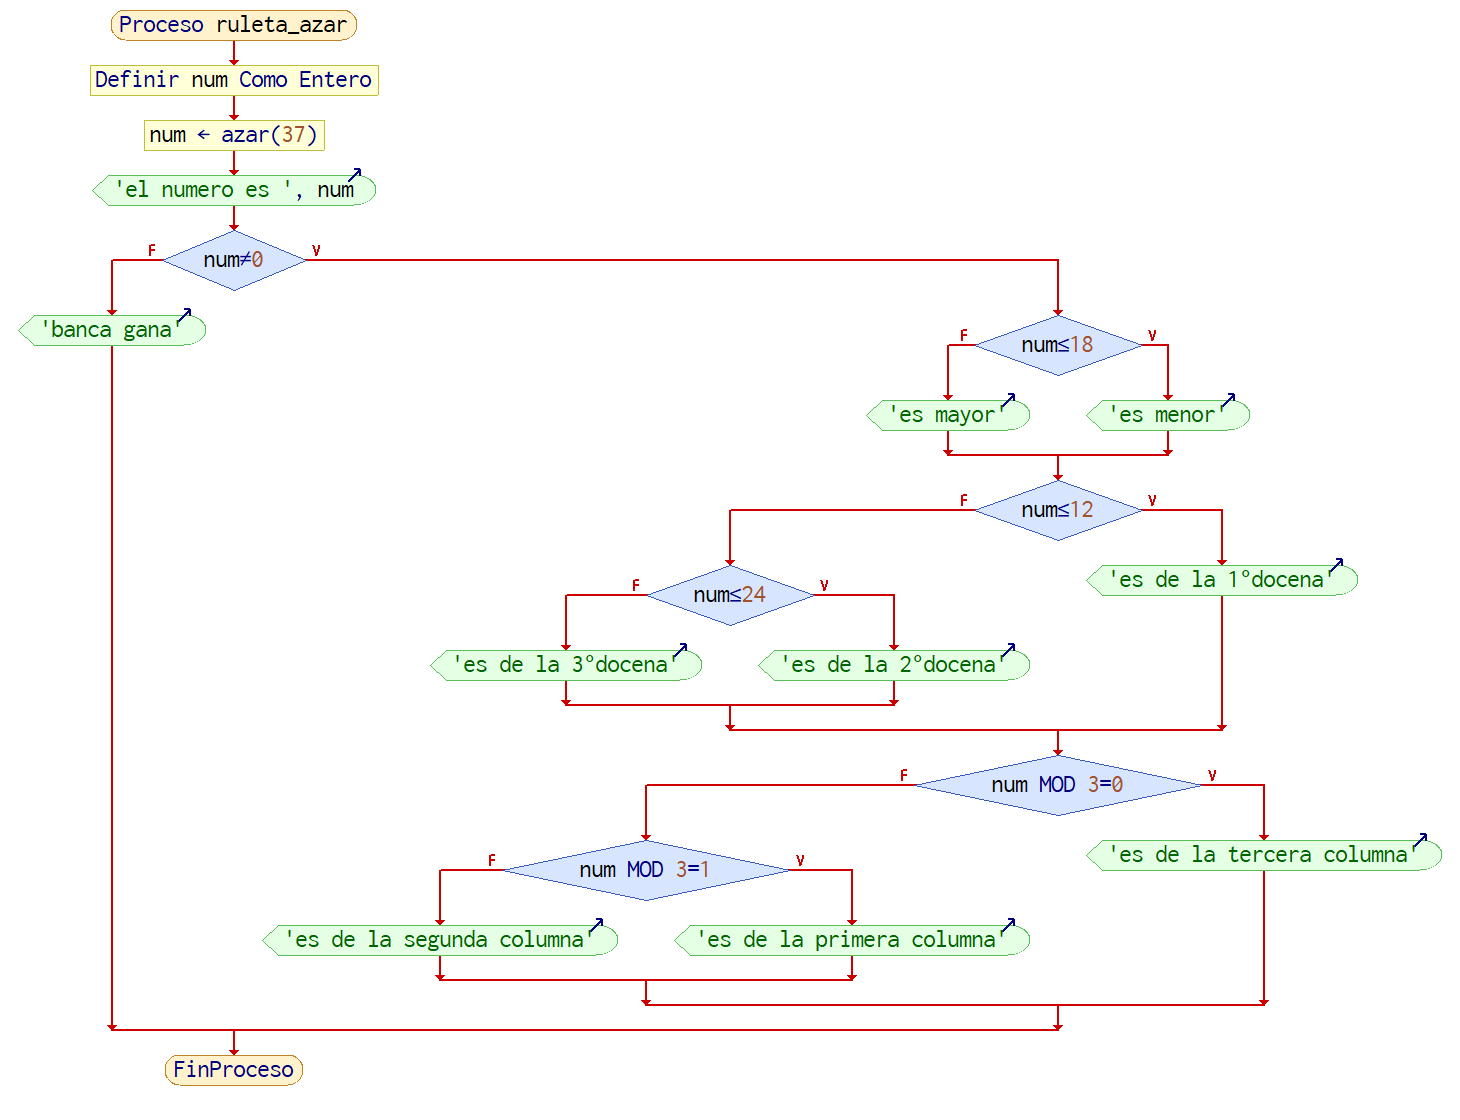 Proceso ruleta_azar
Definir num Como Entero
num ← azar(37)
'el numero es ', num
F
V
num≠0
'banca gana'
F
V
num≤18
'es mayor'
'es menor'
F
V
num≤12
'es de la 1°docena'
F
V
num≤24
'es de la 3°docena'
'es de la 2°docena'
F
V
num MOD 3=0
'es de la tercera columna'
F
V
num MOD 3=1
'es de la segunda columna'
'es de la primera columna'
FinProceso